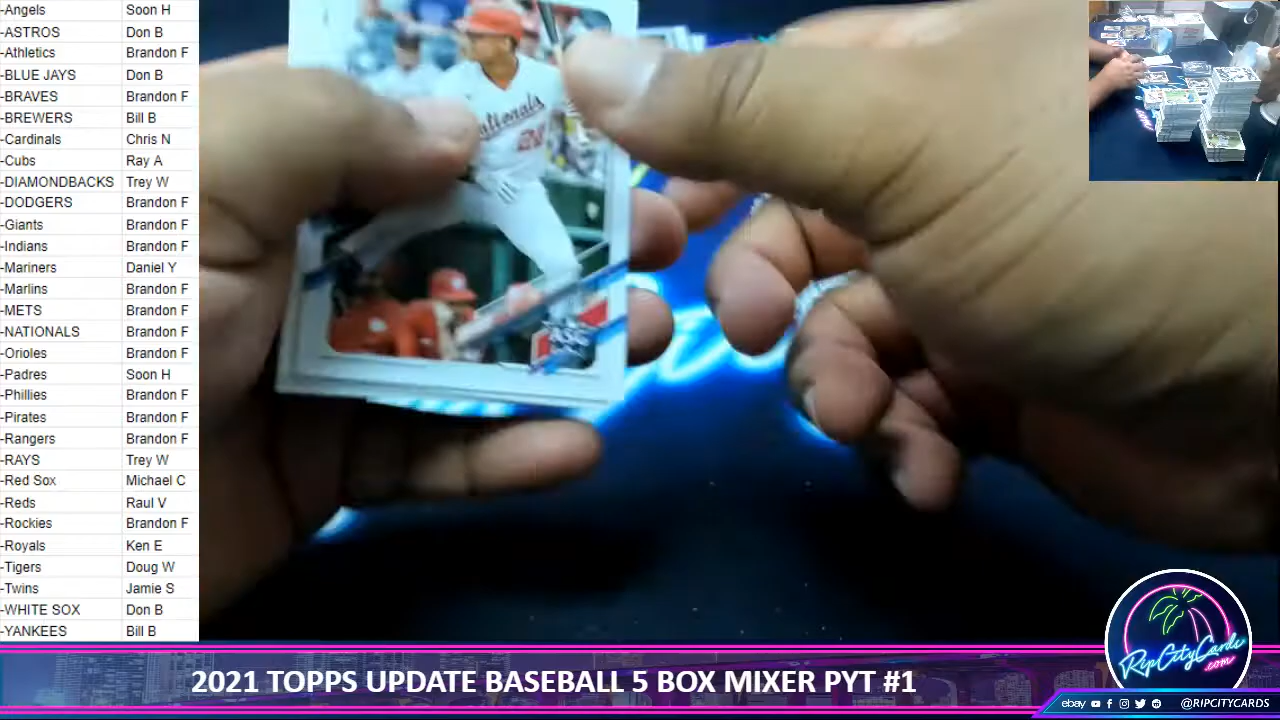 -Angels Soon H
-ASTROS Don B
-Athletics Brandon F
-BLUE JAYS Don B
-BRAVES Brandon F
-BREWERS Bill B
-Cardinals Chris N
-Cubs Ray A
-DIAMONDBACKS Trey W
-DODGERS Brandon F
-Giants Brandon F
-Indians Brandon F
-Mariners Daniel Y
-Marlins Brandon F
-METS Brandon F
-NATIONALS Brandon F
-Orioles Brandon F
-Padres Soon H
-Phillies Brandon F
-Pirates Brandon F
-Rangers Brandon F
-RAYS Trey W
-Red Sox Michael C
-Reds Raul V
-Rockies Brandon F
-Royals Ken E
-Tigers Doug W
-Twins Jamie S
-WHITE SOX Don B
-YANKEES Bill B
RipCityCards
.com
2021 TOPPS UPDATE BASEBALL 5 BOX MIXER PYT #1
ebay @RIPCITYCARDS